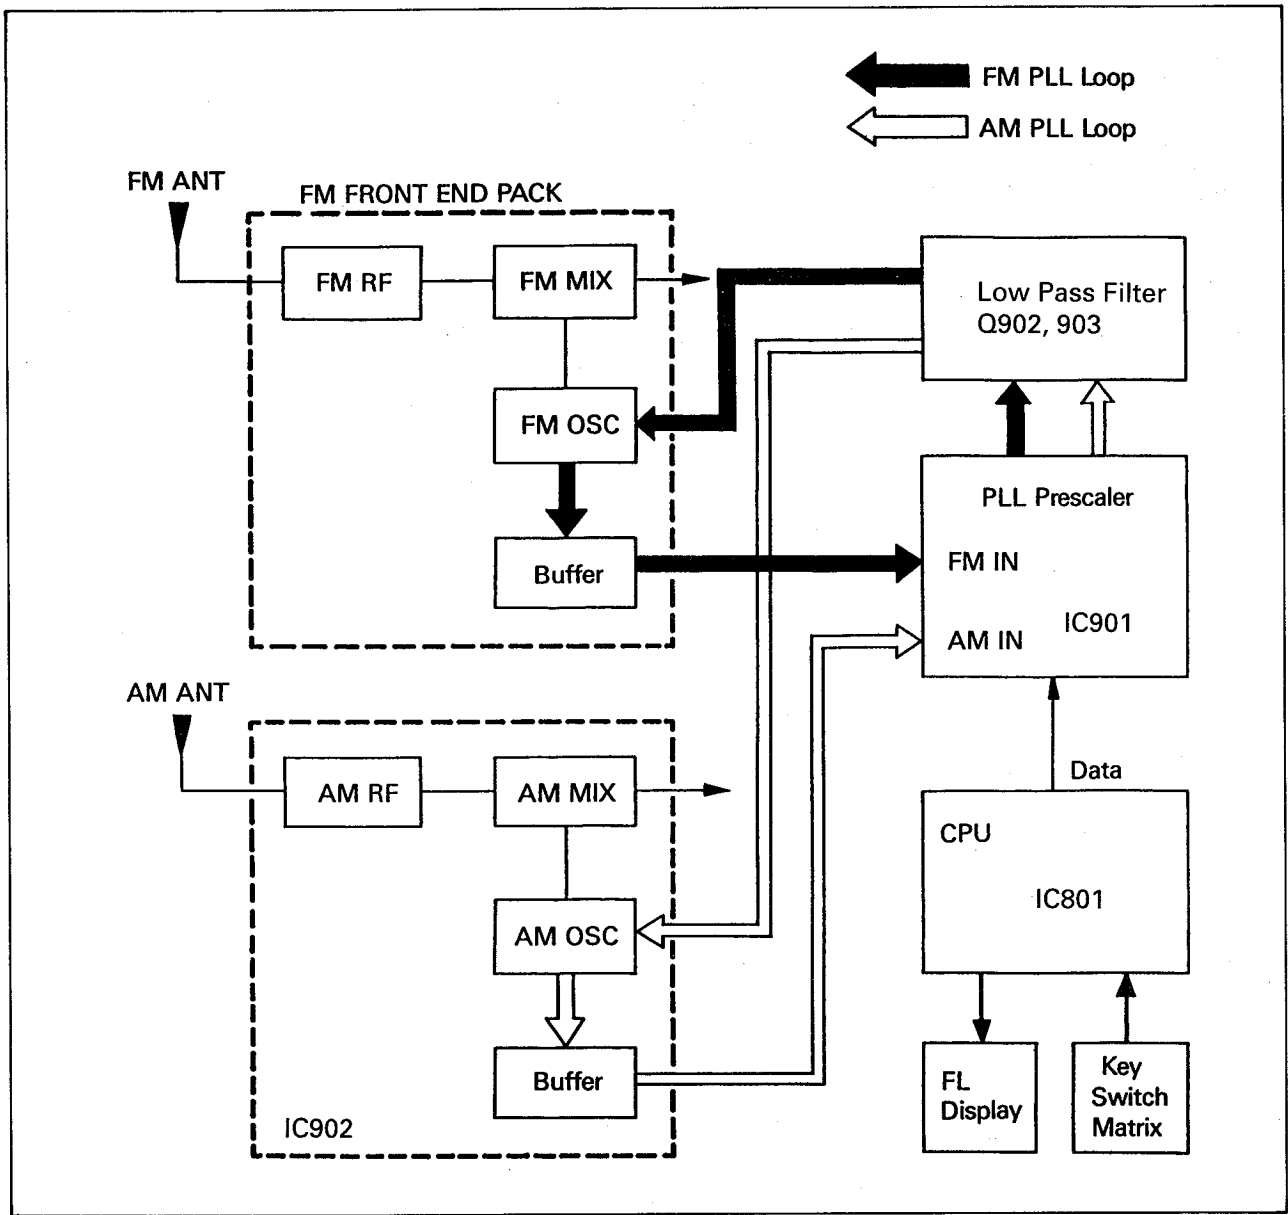 FM PLL Loop
AM PLL Loop
FM ANT
FM FRONT END PACK
FM RF
FM MIX
Low Pass Filter
Q902, 903
FM OSC
PLL Prescaler
Buffer
FM IN
IC901
AM IN
AM ANT
AM RF
AM MIX
Data
CPU
IC801
AM OSC
Buffer
IC902
FL
Display
Key
Switch
Matrix